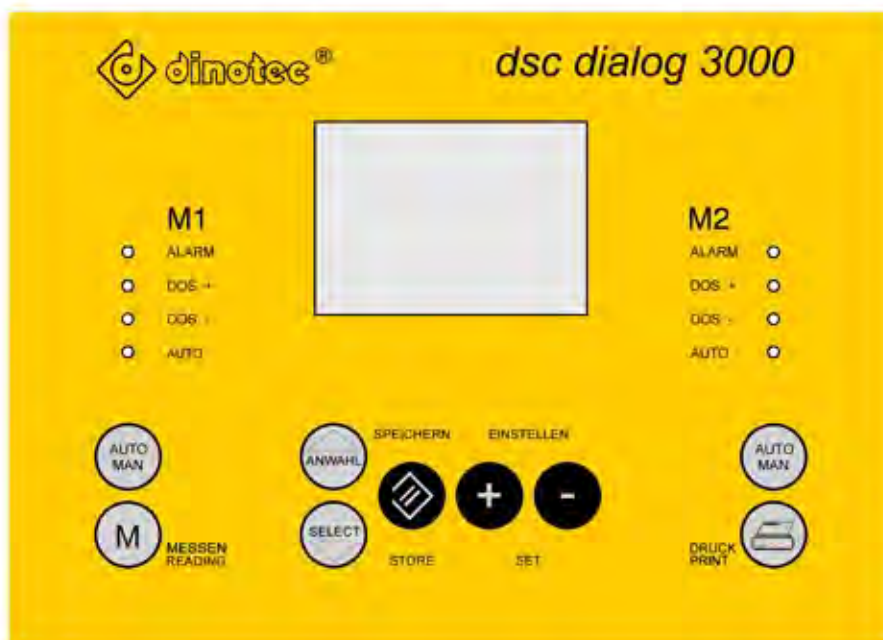 dinotec®
dsc dialog 3000
M1
ALARM
DOS +
DOS -
AUTO
M2
ALARM
DOS +
DOS -
AUTO
AUTO
MAN
M
MESSEN
READING
ANWAHL
SELECT
SPEICHERN
EINSTELLEN
+
-
STORE
SET
AUTO
MAN
DRUCK
PRINT